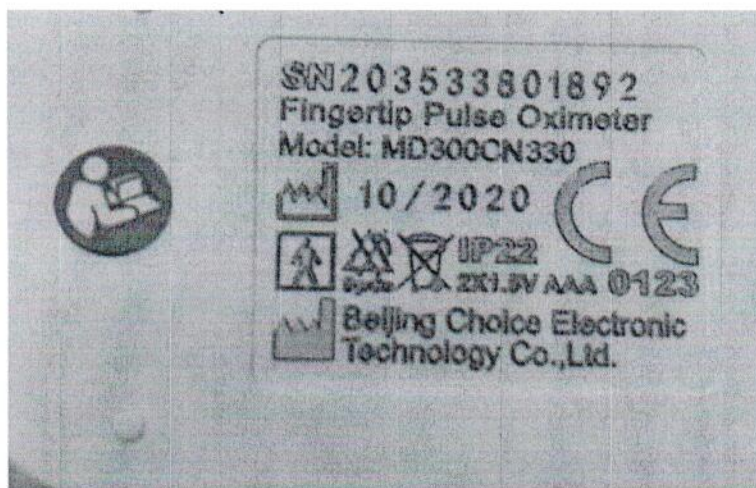 SN203533801892
Fingertip Pulse Oximeter
Model: MD300CN330
10/2020
CE
IP22
2X1.5V AAA 0123
Beijing Choice Electronic
Technology Co.,Ltd.